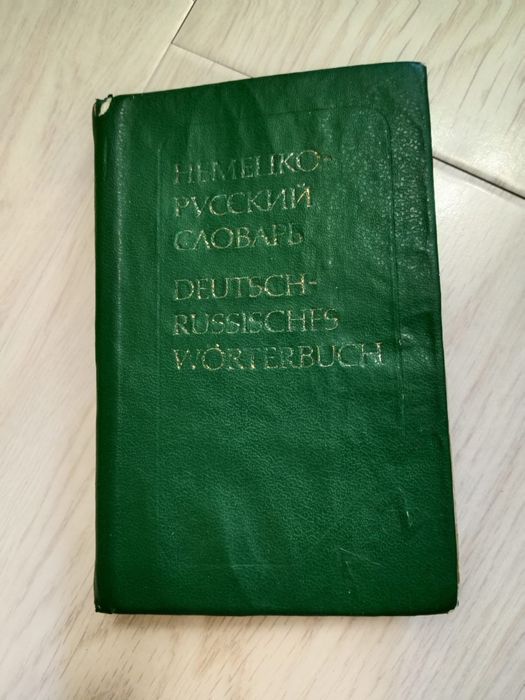 НЕМЕЦКО-
РУССКИЙ
СЛОВАРЬ
DEUTSCH-
RUSSISCHES
WÖRTERBUCH